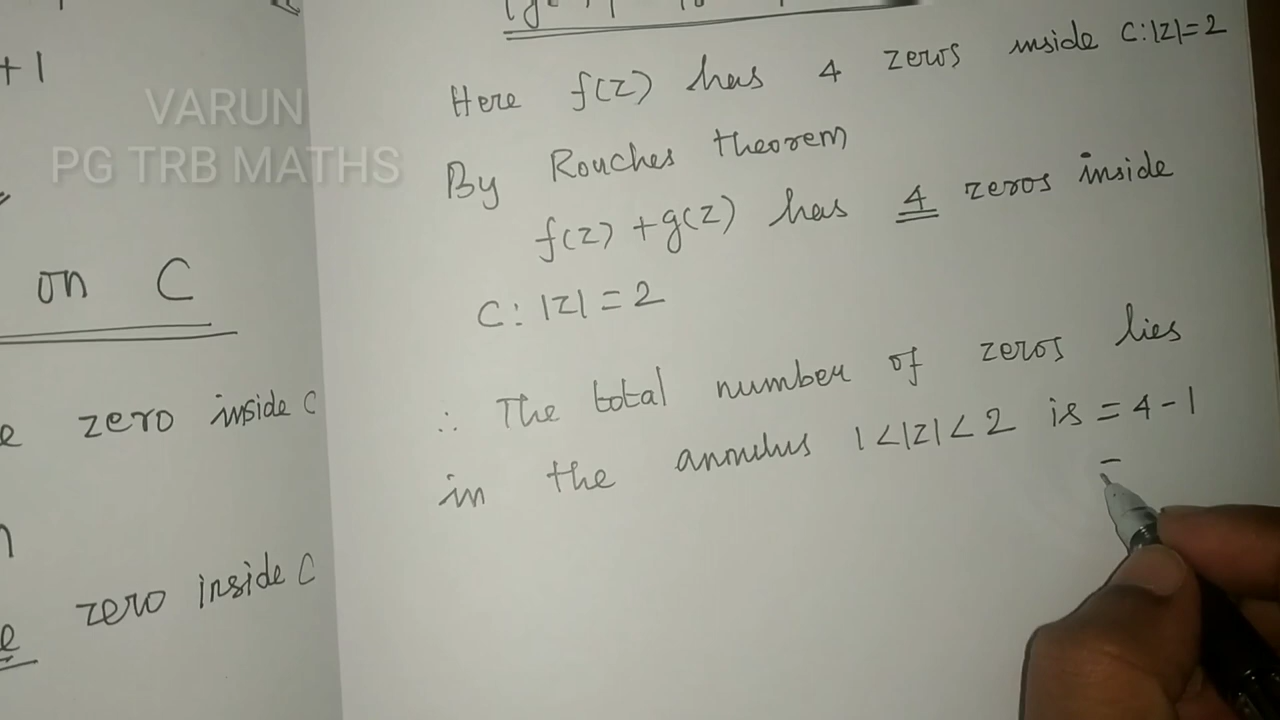 +1
VARUN
PG TRB MATHS
on C
zero inside C
zero inside C
Here f(z) has 4 zeros inside C:|z|=2
By Rouches theorem
f(z) + g(z) has 4 zeros inside
C: |z| = 2
∴ The total number of zeros lies
in the annulus 1<|z|<2 is = 4-1